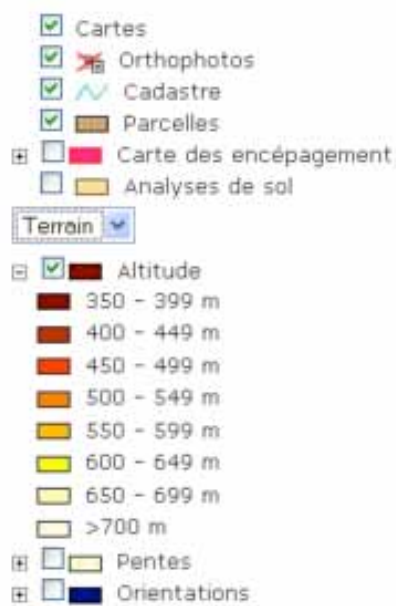 Cartes
Orthophotos
Cadastre
Parcelles
Carte des encépagement
Analyses de sol
Terrain
Altitude
350 - 399 m
400 - 449 m
450 - 499 m
500 - 549 m
550 - 599 m
600 - 649 m
650 - 699 m
>700 m
Pentes
Orientations